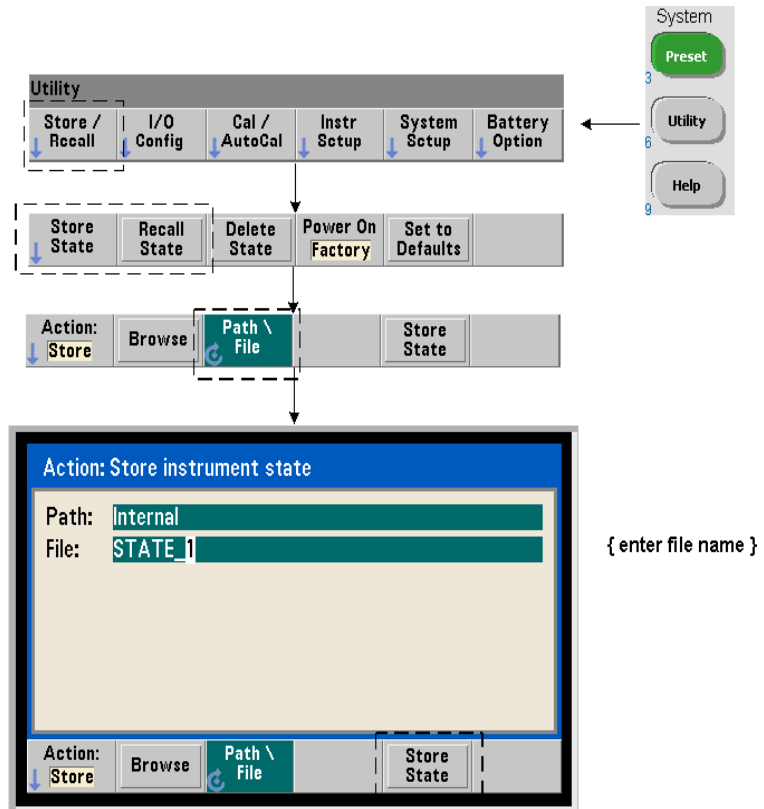 System
Preset
3
Utility
6
Help
9
Utility
Store / Recall
I/O Config
Cal / AutoCal
Instr Setup
System Setup
Battery Option
Store State
Recall State
Delete State
Power On Factory
Set to Defaults
Action: Store
Browse
Path \ File
Store State
Action: Store instrument state
Path: Internal
File: STATE_1
{ enter file name }
Action: Store
Browse
Path \ File
Store State